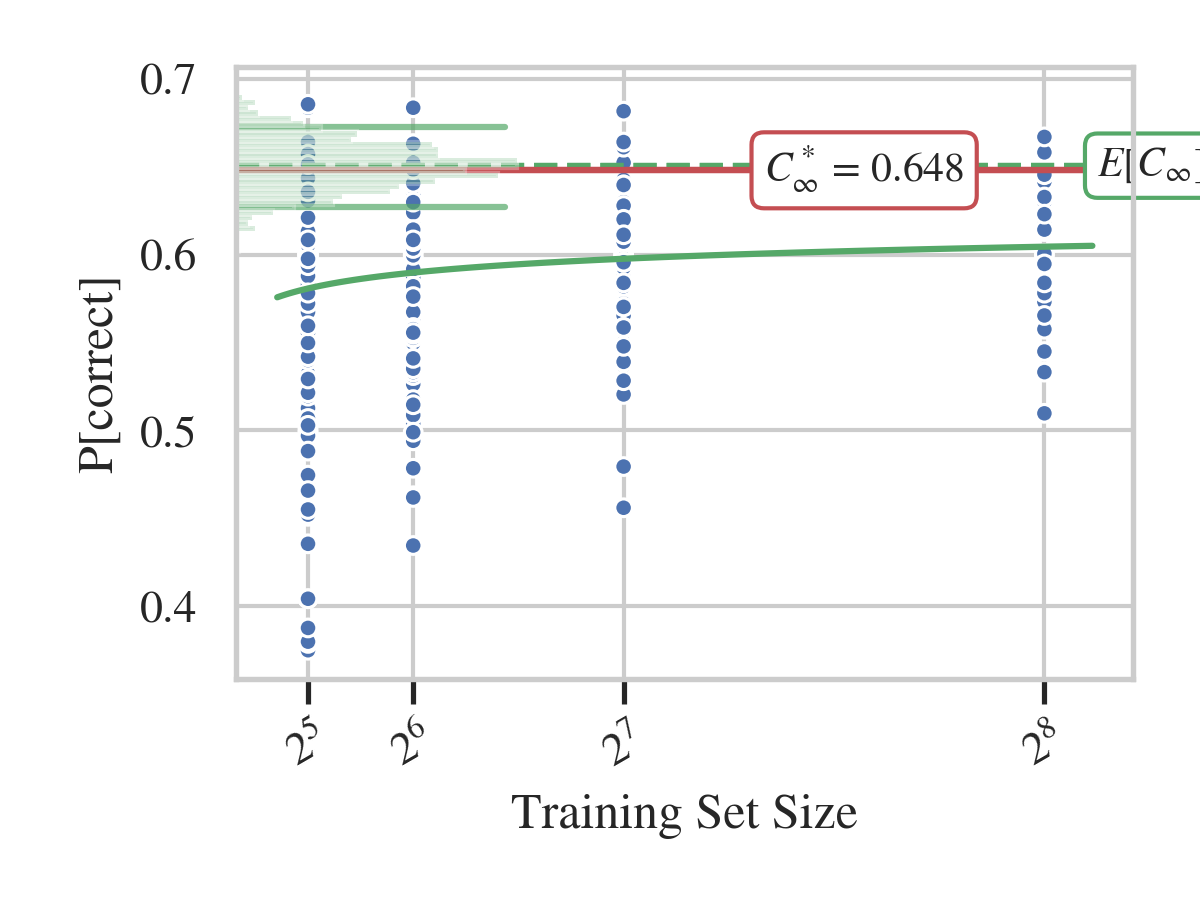 0.7
0.6
0.5
0.4
P[correct]
C*∞ = 0.648
E[C∞]
2⁵ 2⁶ 2⁷ 2⁸
Training Set Size